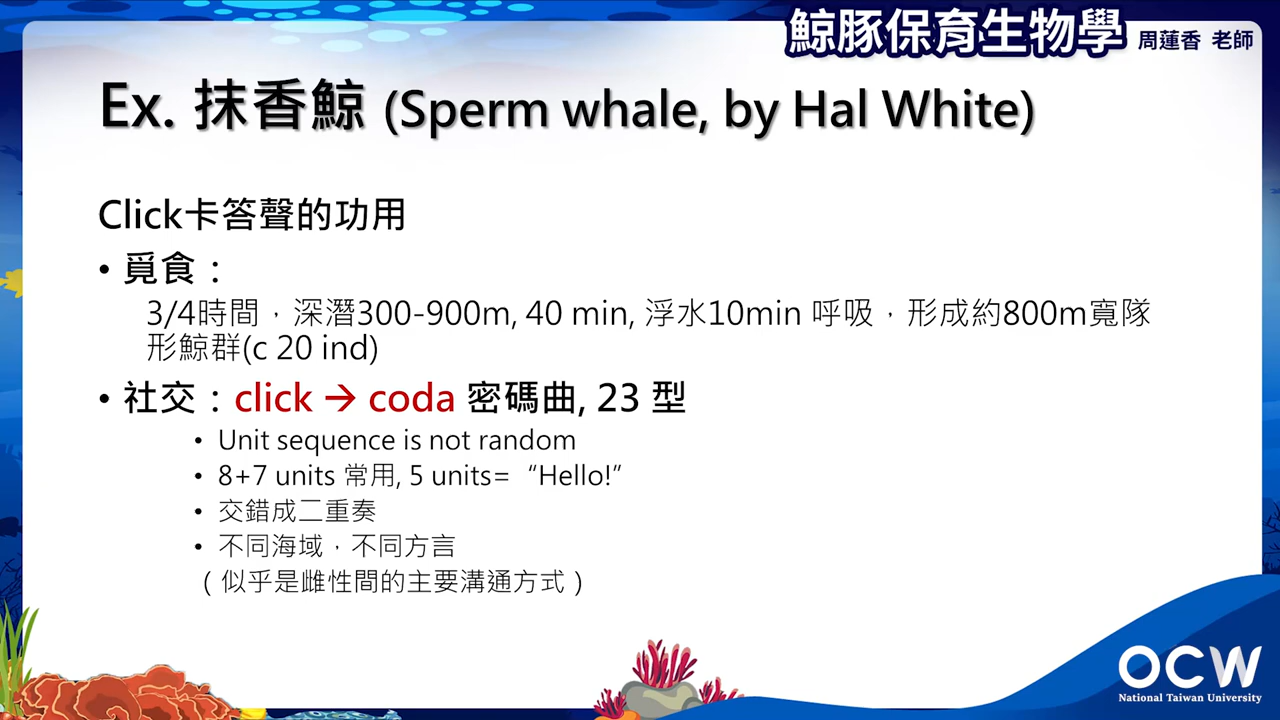 鯨豚保育生物學 周蓮香 老師
Ex. 抹香鯨 (Sperm whale, by Hal White)
Click卡答聲的功用
• 覓食：
3/4時間，深潛300-900m, 40 min, 浮水10min 呼吸，形成約800m寬隊
形鯨群(c 20 ind)
• 社交：click → coda 密碼曲, 23 型
• Unit sequence is not random
• 8+7 units 常用, 5 units= “Hello!”
• 交錯成二重奏
• 不同海域，不同方言
（似乎是雌性間的主要溝通方式）
OCW
National Taiwan University